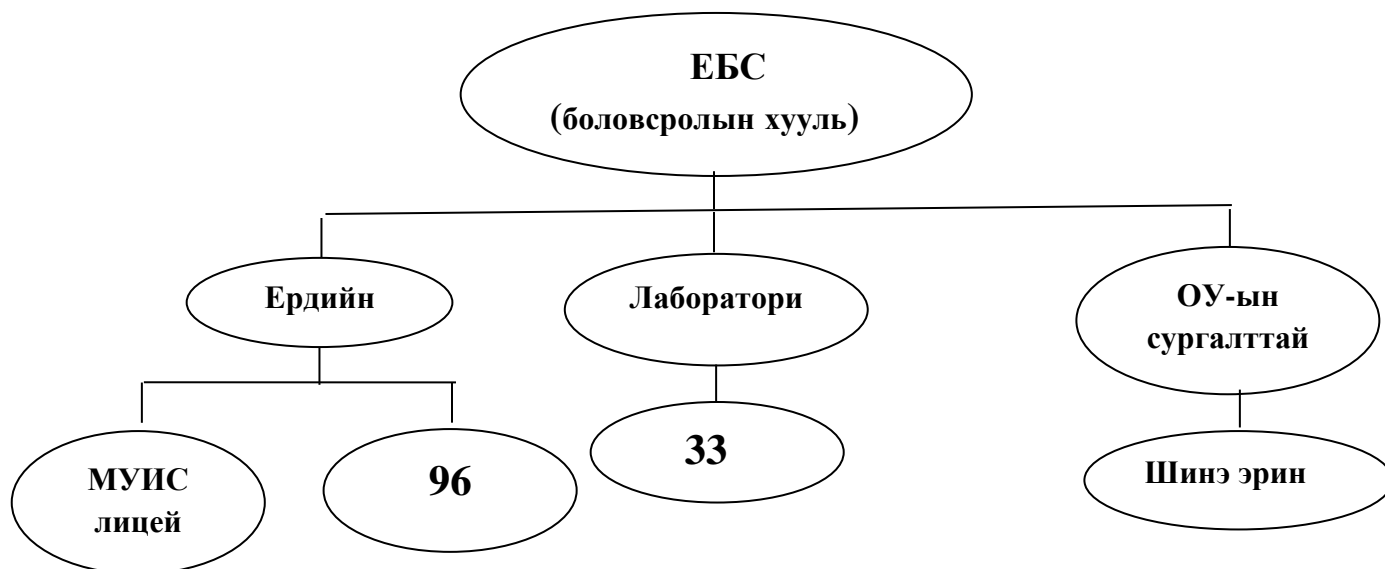 ЕБС
(боловсролын хууль)
Ердийн
Лаборатори
ОУ-ын
сургалттай
МУИС
лицей
96
33
Шинэ эрин